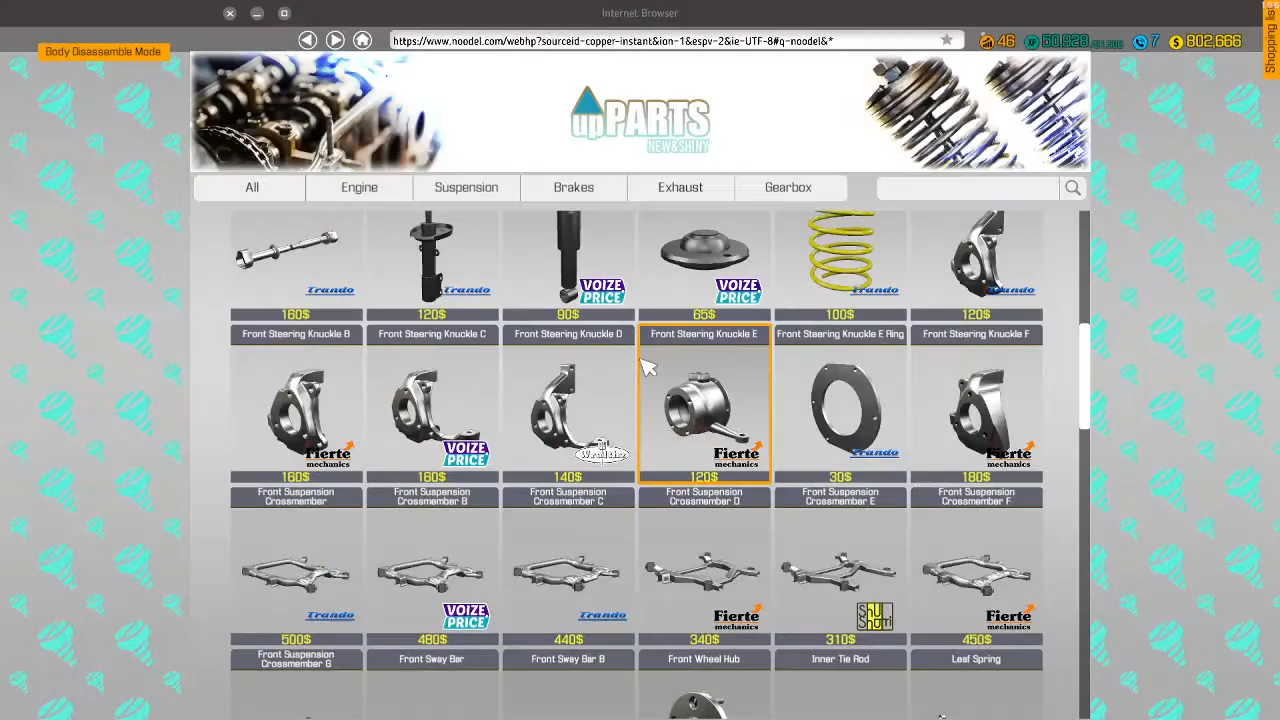 Internet Browser
Shopping list
Body Disassemble Mode
https://www.noodel.com/webhp?sourceid-copper-instant&ion-1&espv-2&ie-UTF-8#q-noodel&*
46
50,928
7
802,666
upPARTS
NEW&SHINY
All
Engine
Suspension
Brakes
Exhaust
Gearbox
Trando
Trando
VOIZE PRICE
VOIZE PRICE
Trando
Trando
160$
120$
90$
65$
100$
120$
Front Steering Knuckle B
Front Steering Knuckle C
Front Steering Knuckle D
Front Steering Knuckle E
Front Steering Knuckle E Ring
Front Steering Knuckle F
Fierte mechanics
VOIZE PRICE
Fierte mechanics
Trando
Fierte mechanics
160$
160$
140$
120$
30$
180$
Front Suspension Crossmember
Front Suspension Crossmember B
Front Suspension Crossmember C
Front Suspension Crossmember D
Front Suspension Crossmember E
Front Suspension Crossmember F
Trando
VOIZE PRICE
Trando
Fierte mechanics
Shu Shu Ti
Fierte mechanics
500$
480$
440$
340$
310$
450$
Front Suspension Crossmember G
Front Sway Bar
Front Sway Bar B
Front Wheel Hub
Inner Tie Rod
Leaf Spring